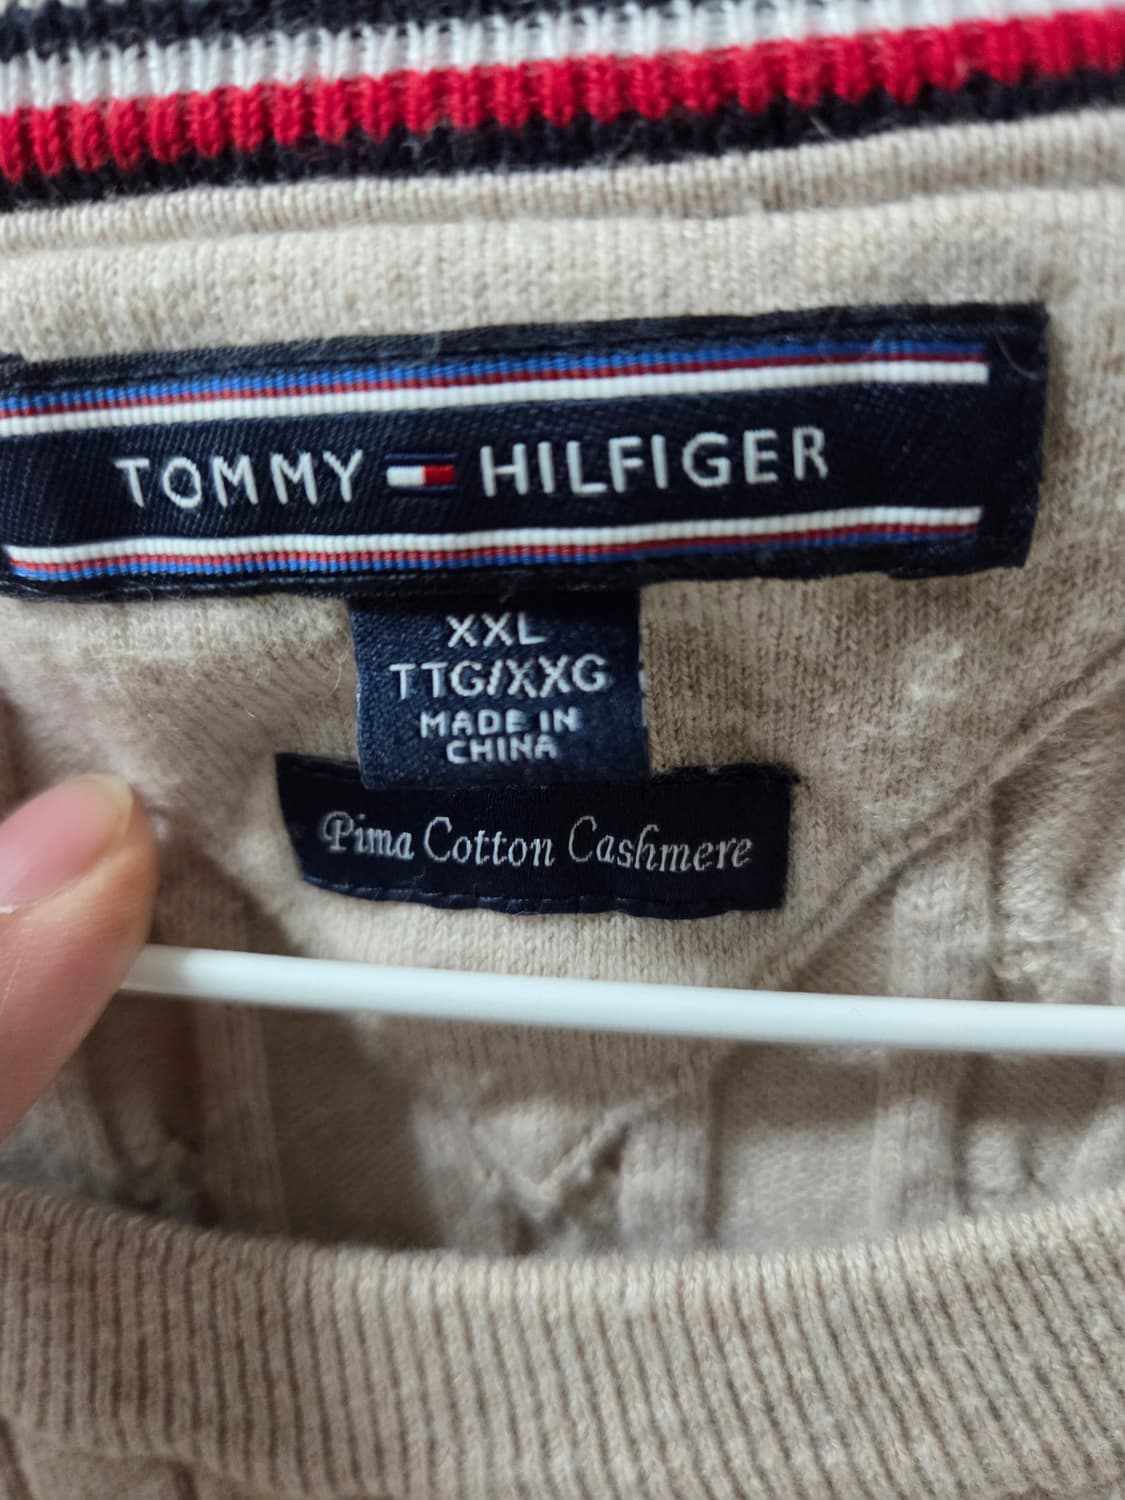 TOMMY HILFIGER
XXL
TTG/XXG
MADE IN
CHINA
Pima Cotton Cashmere